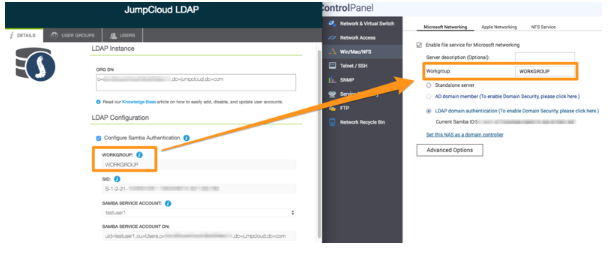 JumpCloud LDAP
DETAILS
USER GROUPS
USERS
LDAP Instance
ORG DN
,dc=jumpcloud,dc=com
Read our Knowledge Base article on how to easily add, disable, and update user accounts.
LDAP Configuration
Configure Samba Authentication
WORKGROUP:
WORKGROUP
SID:
S-1-2-21-
SAMBA SERVICE ACCOUNT:
testuser1
SAMBA SERVICE ACCOUNT DN:
uid=testuser1,ou=Users,o= ,dc=jumpcloud,dc=com
ControlPanel
Network & Virtual Switch
Network Access
Win/Mac/NFS
Telnet / SSH
SNMP
Service
FTP
Network Recycle Bin
Microsoft Networking Apple Networking NFS Service
Enable file service for Microsoft networking
Server description (Optional):
Workgroup: WORKGROUP
Standalone server
AD domain member (To enable Domain Security, please click here.)
LDAP domain authentication (To enable Domain Security, please click here.)
Current Samba ID:
Set this NAS as a domain controller
Advanced Options